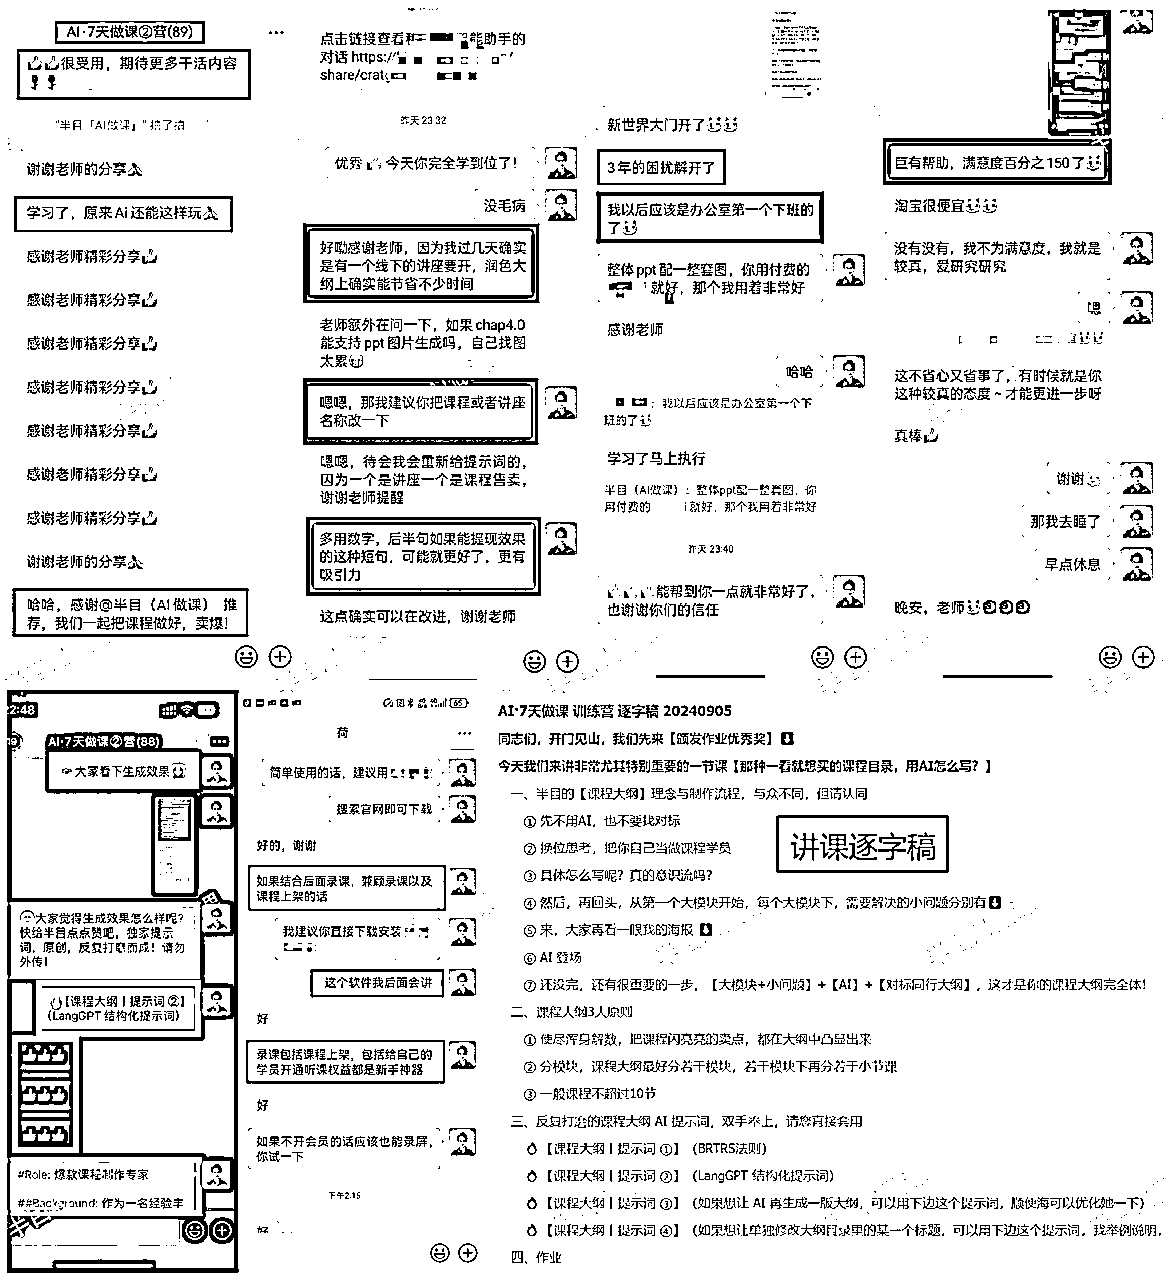 AI·7天做课②营(89)
很受用，期待更多干活内容
谢谢老师的分享
学习了，原来Ai还能这样玩
感谢老师精彩分享
感谢老师精彩分享
感谢老师精彩分享
感谢老师精彩分享
感谢老师精彩分享
感谢老师精彩分享
感谢老师精彩分享
谢谢老师的分享
哈哈，感谢@半目（AI做课） 推
荐，我们一起把课程做好，卖爆！
点击链接查看和
能助手的
对话 https:/
share/crat
昨天 23:32
优秀 今天你完全学到位了！
没毛病
好呦感谢老师，因为我过几天确实
是有一个线下的讲座要开，润色大
纲上确实能节省不少时间
老师额外在问一下，如果 chap4.0
能支持 ppt 图片生成吗，自己找图
太累
嗯嗯，那我建议你把课程或者讲座
名称改一下
嗯嗯，待会我会重新给提示词的，
因为一个是讲座一个是课程售卖，
谢谢老师提醒
多用数字，后半句如果能提现效果
的这种短句，可能就更好了，更有
吸引力
这点确实可以在改进，谢谢老师
新世界大门开了
3年的困扰解开了
我以后应该是办公室第一个下班的
了
整体 ppt 配一整套图，你用付费的
就好，那个我用着非常好
感谢老师
哈哈
：我以后应该是办公室第一个下
班的了
学习了马上执行
半目（AI做课）：整体ppt配一整套图，你
用付费的 就好，那个我用着非常好
昨天 23:40
能帮到你一点就非常好了，
也谢谢你们的信任
巨有帮助，满意度百分之150了
淘宝很便宜
没有没有，我不为满意度，我就是
较真，爱研究研究
嗯
这不省心又省事了，有时候就是你
这种较真的态度~才能更进一步呀
真棒
谢谢
那我去睡了
早点休息
晚安，老师
2:48
AI·7天做课②营(88)
大家看下生成效果
大家觉得生成效果怎么样呢？
快给半目点点赞吧，独家提示
词，原创，反复打磨而成！请勿
外传！
【课程大纲丨提示词 ②】
(LangGPT 结构化提示词)
#Role: 爆款课程制作专家
##Background: 作为一名经验丰
荷
简单使用的话，建议用
搜索官网即可下载
好的，谢谢
如果结合后面录课，兼顾录课以及
课程上架的话
我建议你直接下载安装
这个软件我后面会讲
好
录课包括课程上架，包括给自己的
学员开通听课权益都是新手神器
好
如果不开会员的话应该也能录屏，
你试一下
下午2:15
好
AI·7天做课 训练营 逐字稿 20240905
同志们，开门见山，我们先来【颁发作业优秀奖】
今天我们来讲非常尤其特别重要的一节课【那种一看就想买的课程目录，用AI怎么写？】
一、半目的【课程大纲】理念与制作流程，与众不同，但请认同
① 先不用AI，也不要找对标
② 换位思考，把你自己当做课程学员
③ 具体怎么写呢？真的意识流吗？
讲课逐字稿
④ 然后，再回头，从第一个大模块开始，每个大模块下，需要解决的小问题分别有
⑤ 来，大家再看一眼我的海报
⑥ AI 登场
⑦ 还没完，还有很重要的一步，【大模块+小问题】+【AI】+【对标同行大纲】，这才是你的课程大纲完全体！
二、课程大纲3大原则
① 使尽浑身解数，把课程闪亮亮的卖点，都在大纲中凸显出来
② 分模块，课程大纲最好分若干模块，若干模块下再分若干小节课
③ 一般课程不超过10节
三、反复打磨的课程大纲 AI 提示词，双手奉上，请您直接套用
【课程大纲丨提示词 ①】（BRTRS法则）
【课程大纲丨提示词 ②】（LangGPT 结构化提示词）
【课程大纲丨提示词 ③】（如果想让 AI 再生成一版大纲，可以用下边这个提示词，顺便海可以优化她一下）
【课程大纲丨提示词 ④】（如果想让单独修改大纲目录里的某一个标题，可以用下边这个提示词，我举例说明，
四、作业